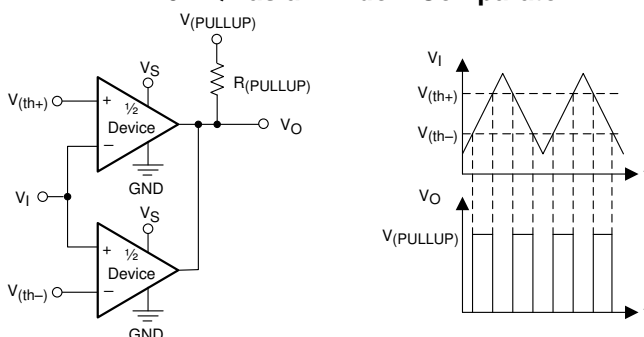 V(PULLUP)
VS
R(PULLUP)
V(th+)
+
½
Device
–
VO
GND
VI
VS
+
½
Device
V(th–)
–
GND
VI
V(th+)
V(th–)
VO
V(PULLUP)